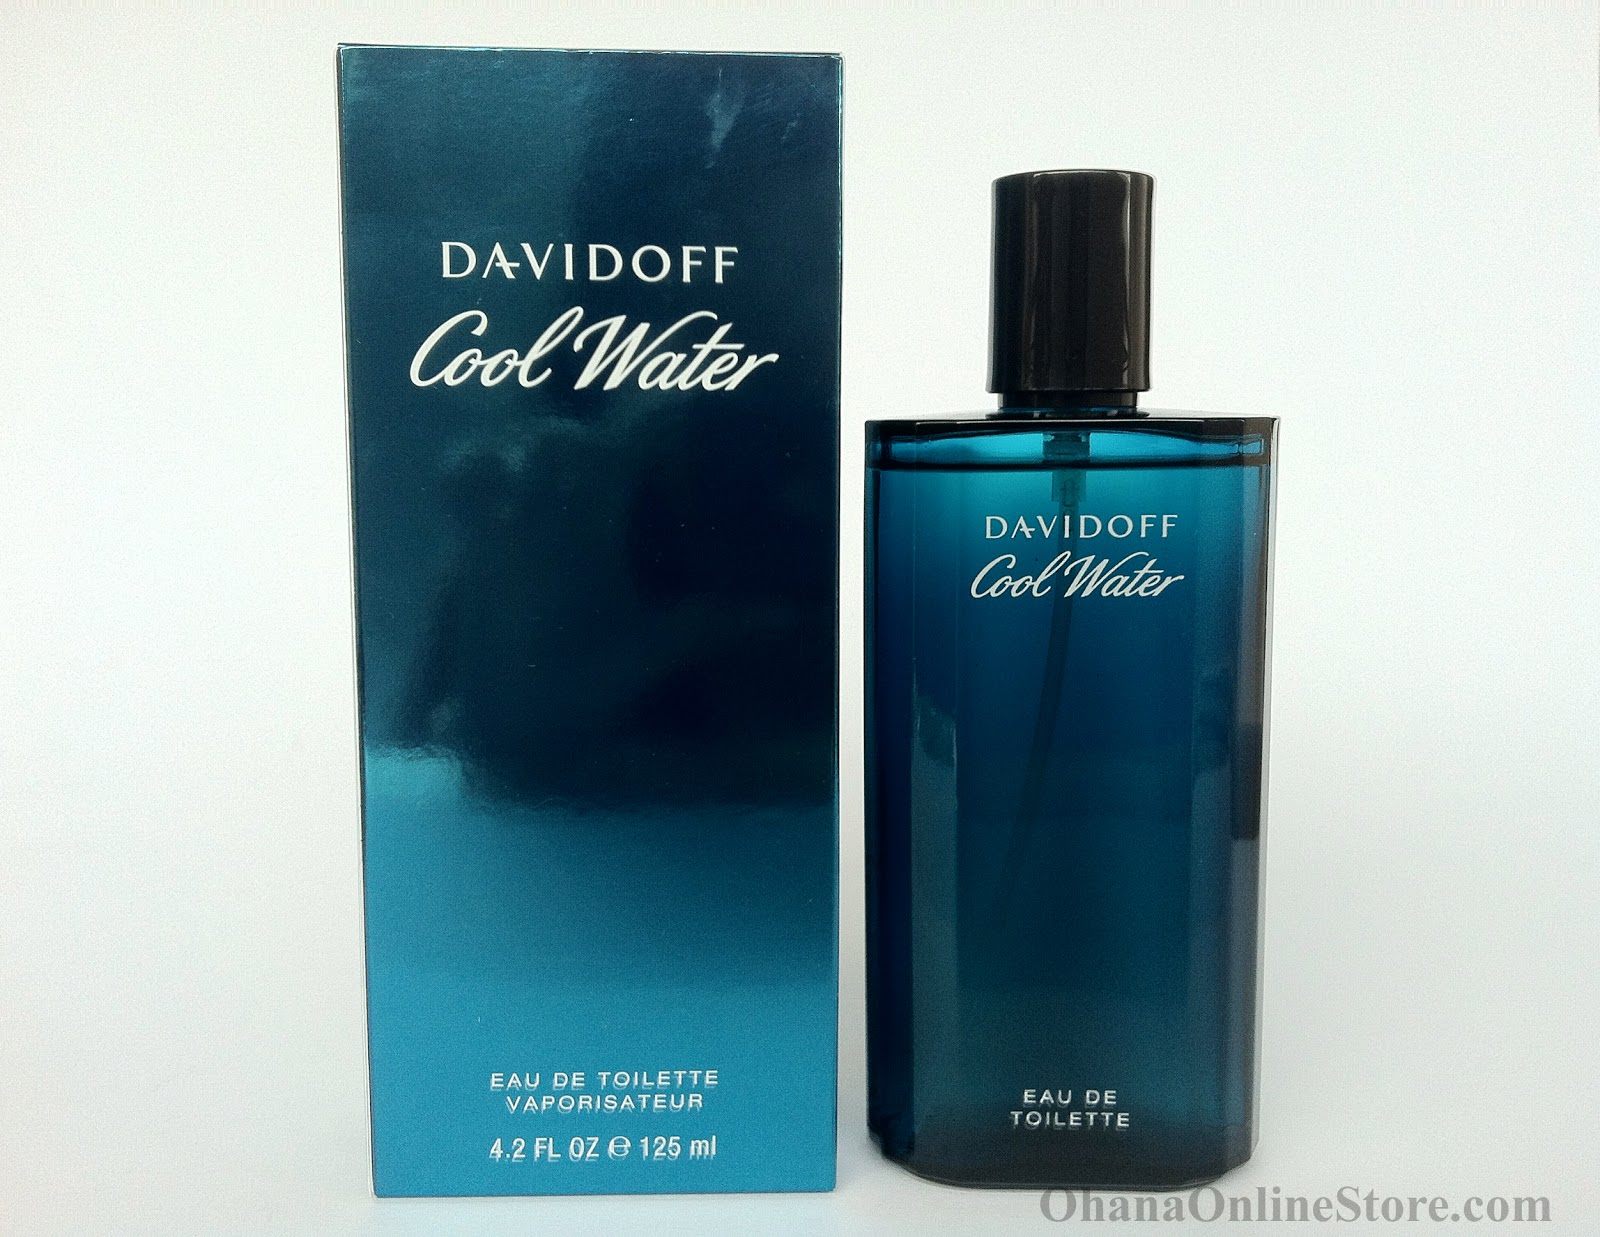 DAVIDOFF
Cool Water
EAU DE TOILETTE
VAPORISATEUR
4.2 FL OZ ℮ 125 ml
DAVIDOFF
Cool Water
EAU DE
TOILETTE
OhanaOnlineStore.com